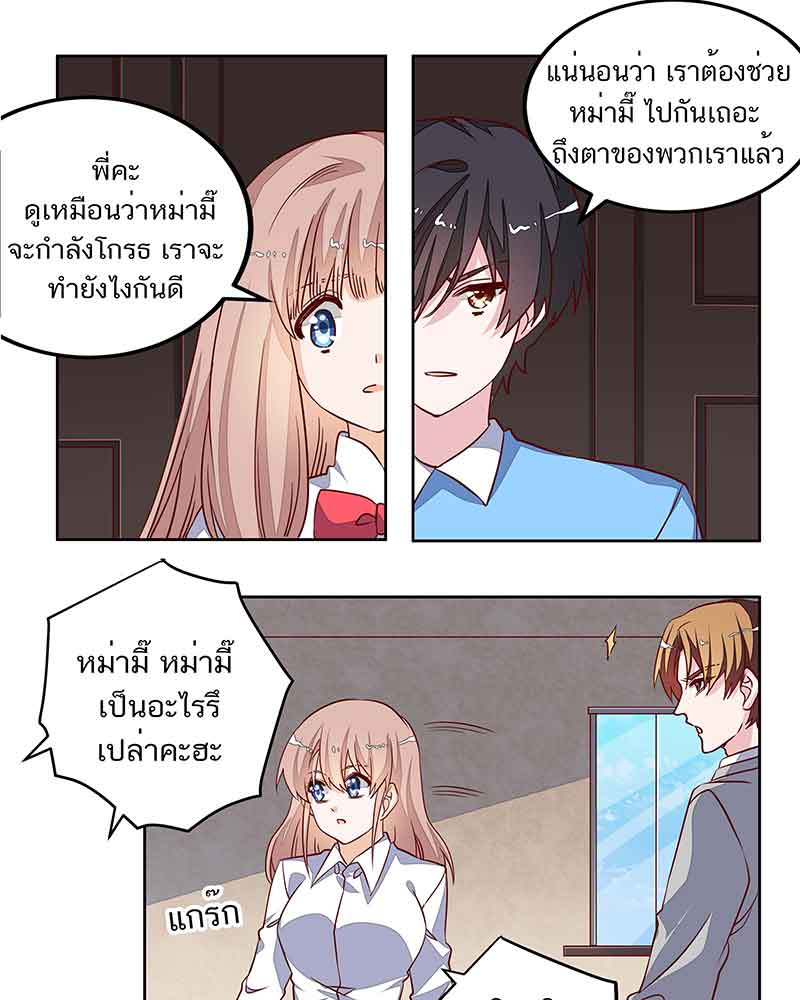 พี่คะ
ดูเหมือนว่าหม่ามี๊
จะกำลังโกรธ เราจะ
ทำยังไงกันดี
แน่นอนว่า เราต้องช่วย
หม่ามี๊ ไปกันเถอะ
ถึงตาของพวกเราแล้ว
หม่ามี๊ หม่ามี๊
เป็นอะไรรึ
เปล่าคะฮะ
แกร๊ก